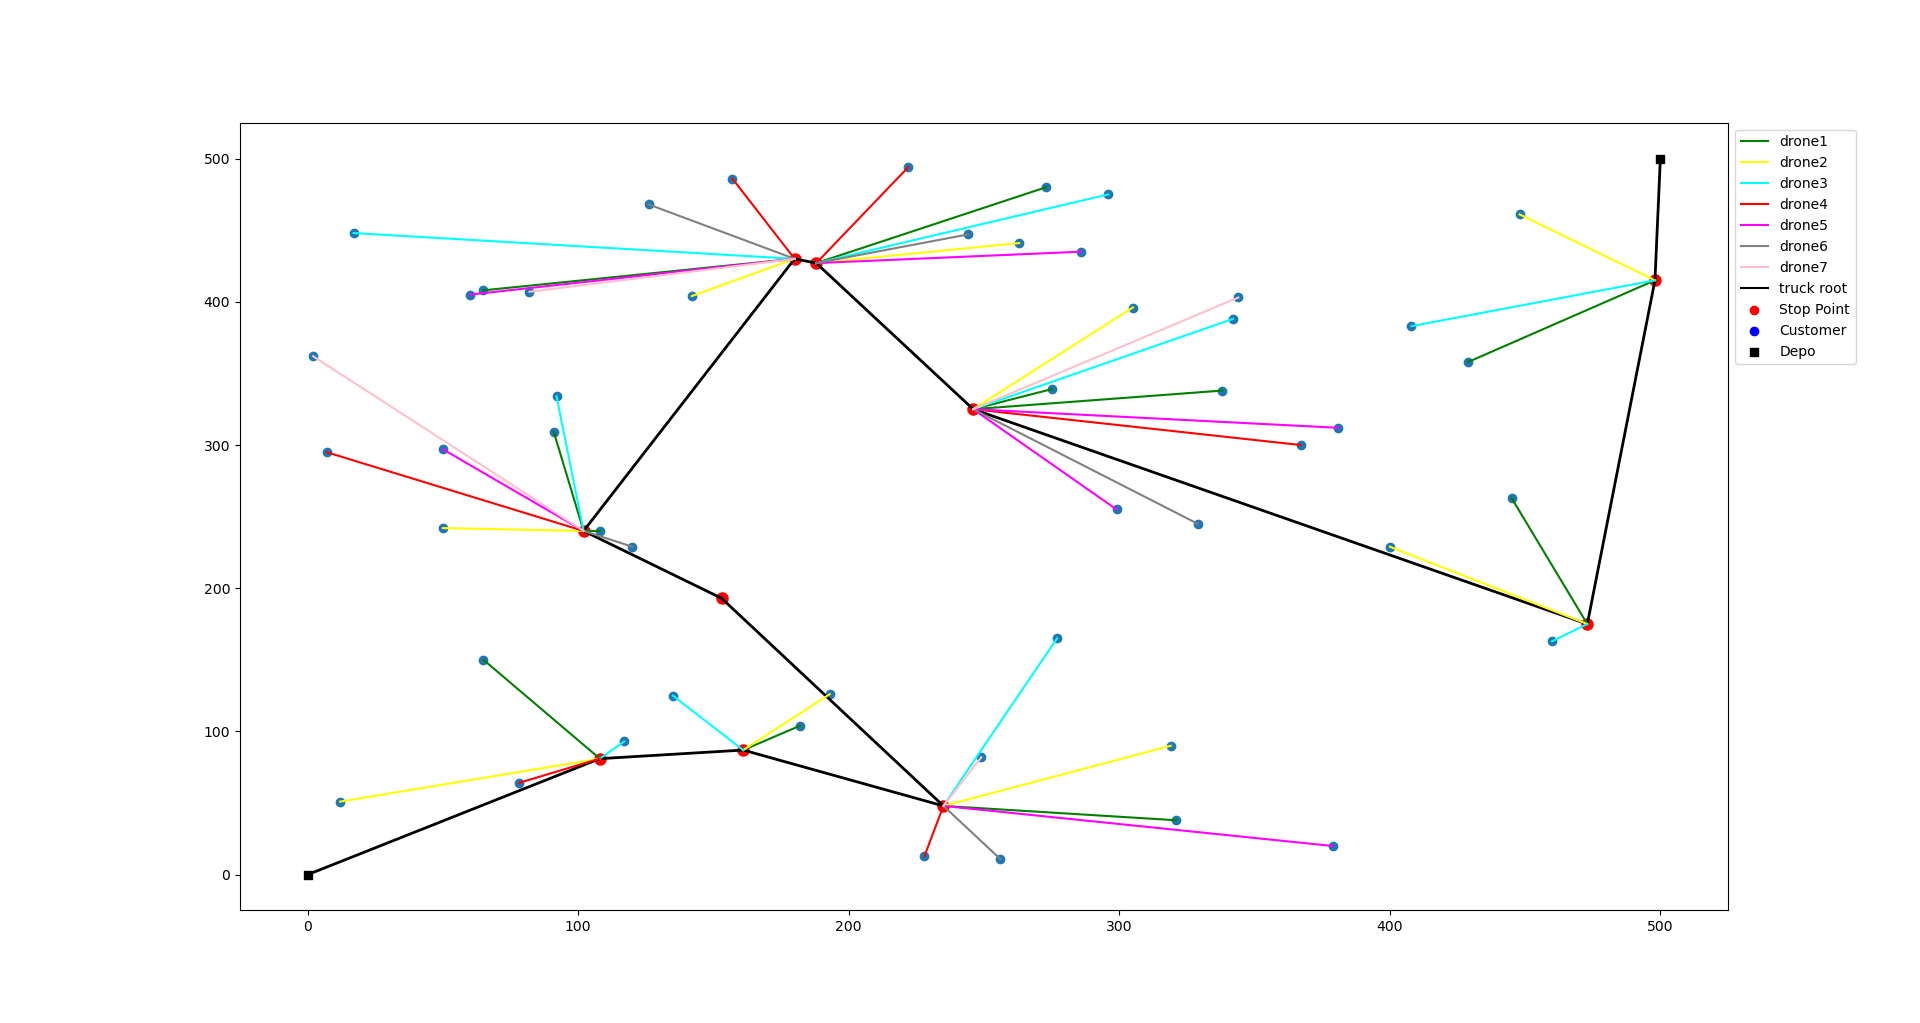 500
400
300
200
100
0
0 100 200 300 400 500
drone1
drone2
drone3
drone4
drone5
drone6
drone7
truck root
Stop Point
Customer
Depo